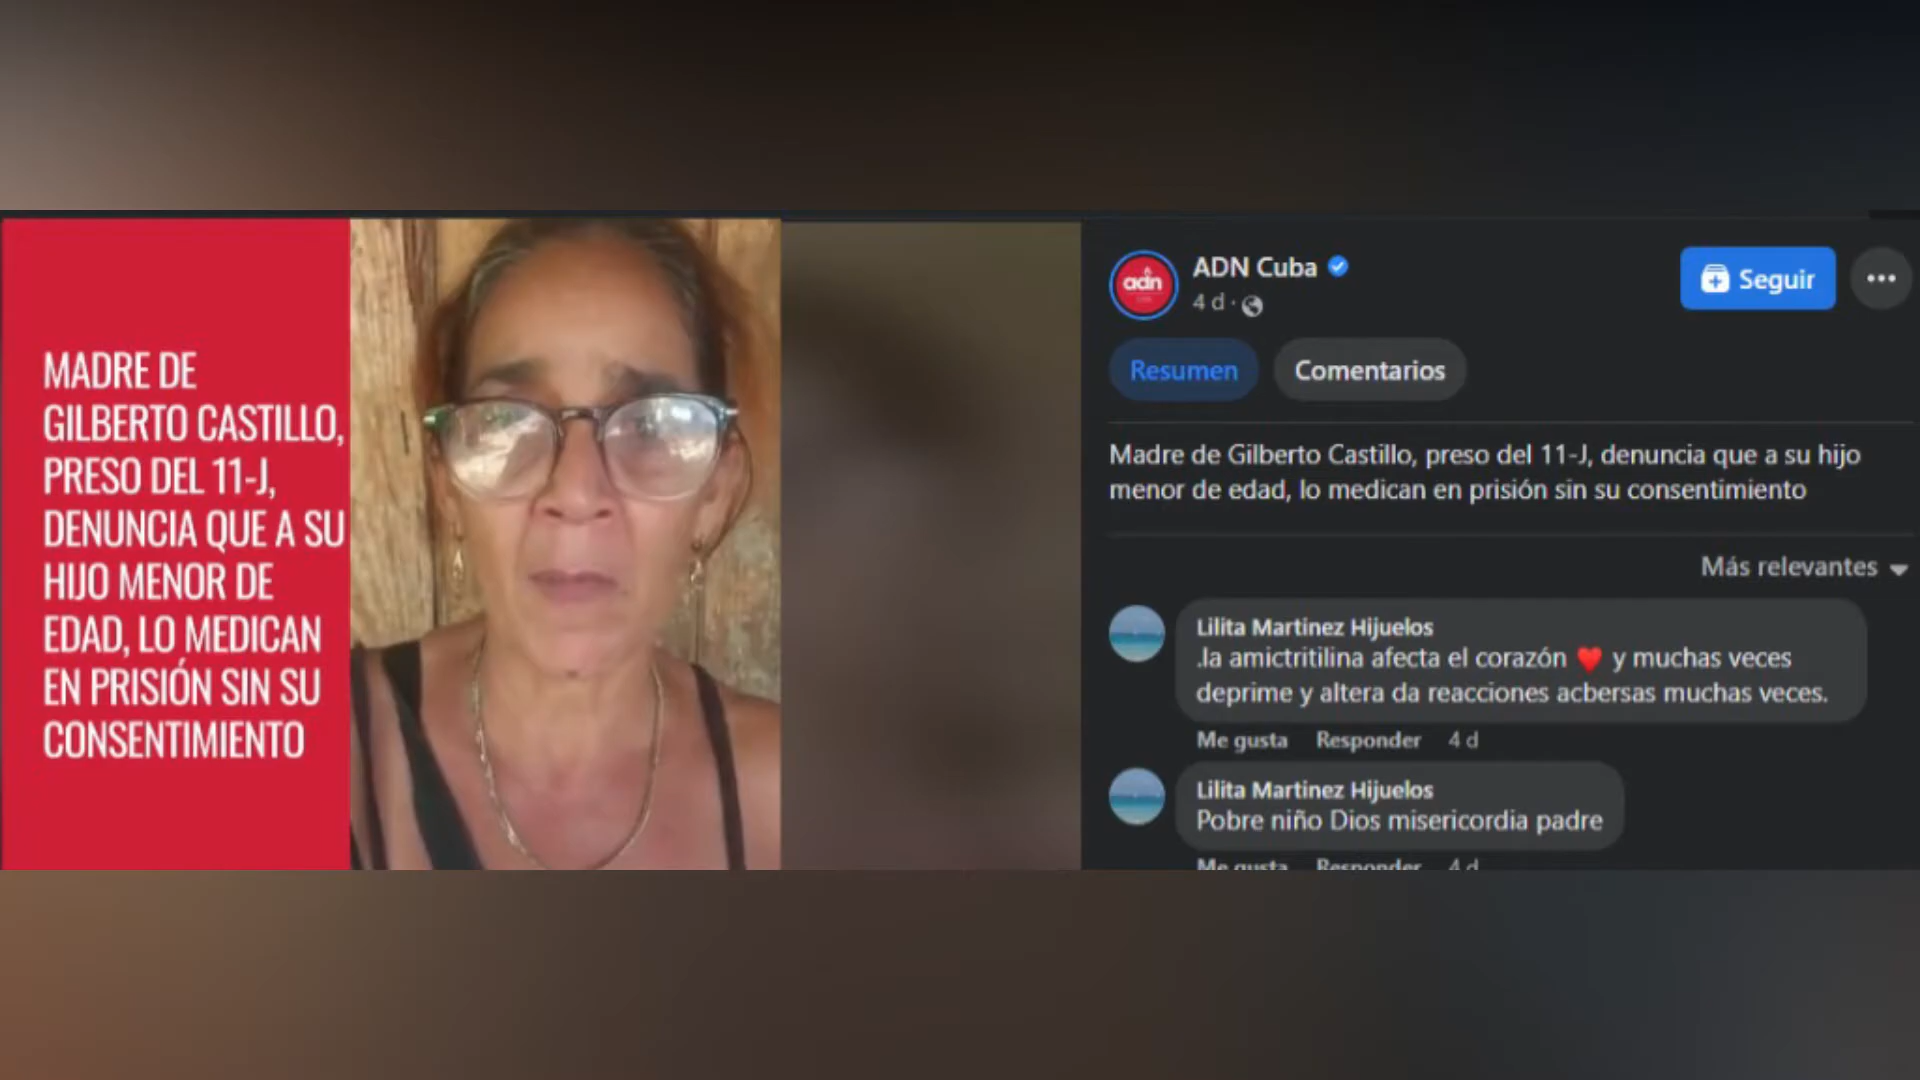 MADRE DE
GILBERTO CASTILLO,
PRESO DEL 11-J,
DENUNCIA QUE A SU
HIJO MENOR DE
EDAD, LO MEDICAN
EN PRISIÓN SIN SU
CONSENTIMIENTO
adn
ADN Cuba
4 d ·
Seguir
Resumen
Comentarios
Madre de Gilberto Castillo, preso del 11-J, denuncia que a su hijo
menor de edad, lo medican en prisión sin su consentimiento
Más relevantes
Lilita Martinez Hijuelos
.la amictritilina afecta el corazón ❤️ y muchas veces
deprime y altera da reacciones acbersas muchas veces.
Me gusta Responder 4 d
Lilita Martinez Hijuelos
Pobre niño Dios misericordia padre
Me gusta Responder 4 d